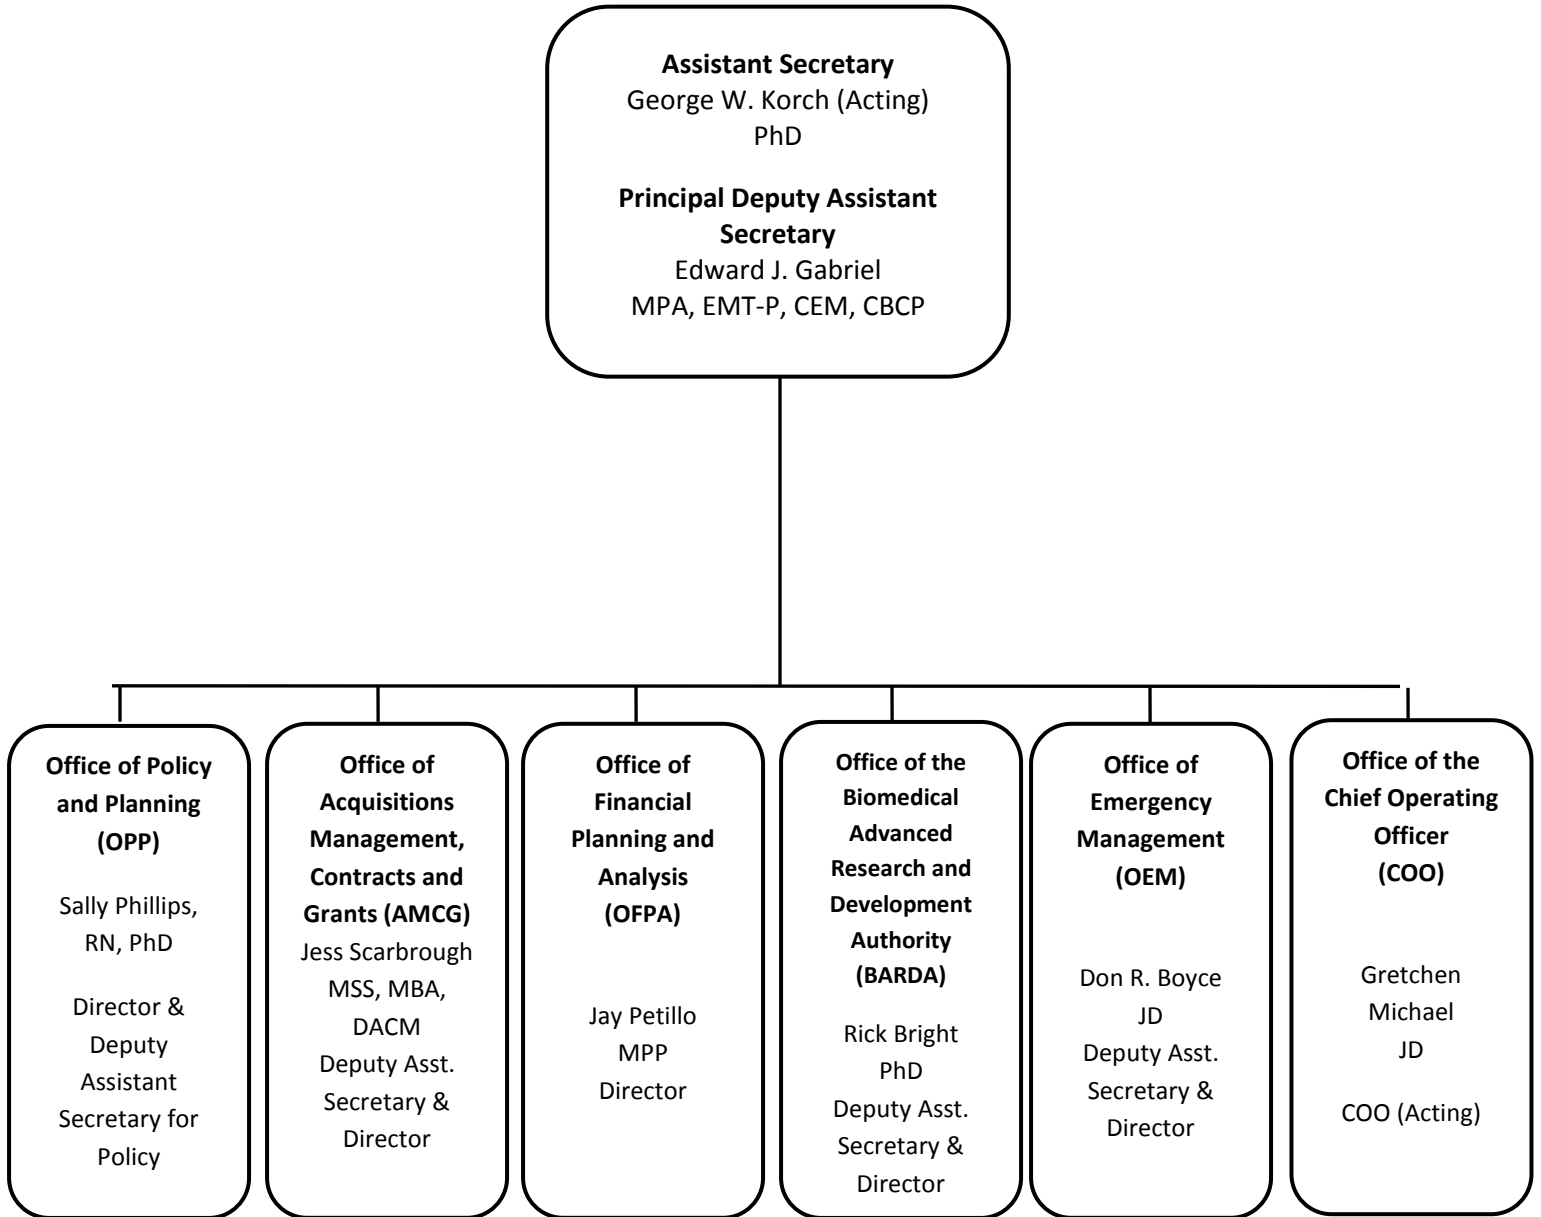 Assistant Secretary
George W. Korch (Acting)
PhD
Principal Deputy Assistant
Secretary
Edward J. Gabriel
MPA, EMT-P, CEM, CBCP
Office of Policy
and Planning
(OPP)
Sally Phillips,
RN, PhD
Director &
Deputy
Assistant
Secretary for
Policy
Office of
Acquisitions
Management,
Contracts and
Grants (AMCG)
Jess Scarbrough
MSS, MBA,
DACM
Deputy Asst.
Secretary &
Director
Office of
Financial
Planning and
Analysis
(OFPA)
Jay Petillo
MPP
Director
Office of the
Biomedical
Advanced
Research and
Development
Authority
(BARDA)
Rick Bright
PhD
Deputy Asst.
Secretary &
Director
Office of
Emergency
Management
(OEM)
Don R. Boyce
JD
Deputy Asst.
Secretary &
Director
Office of the
Chief Operating
Officer
(COO)
Gretchen
Michael
JD
COO (Acting)